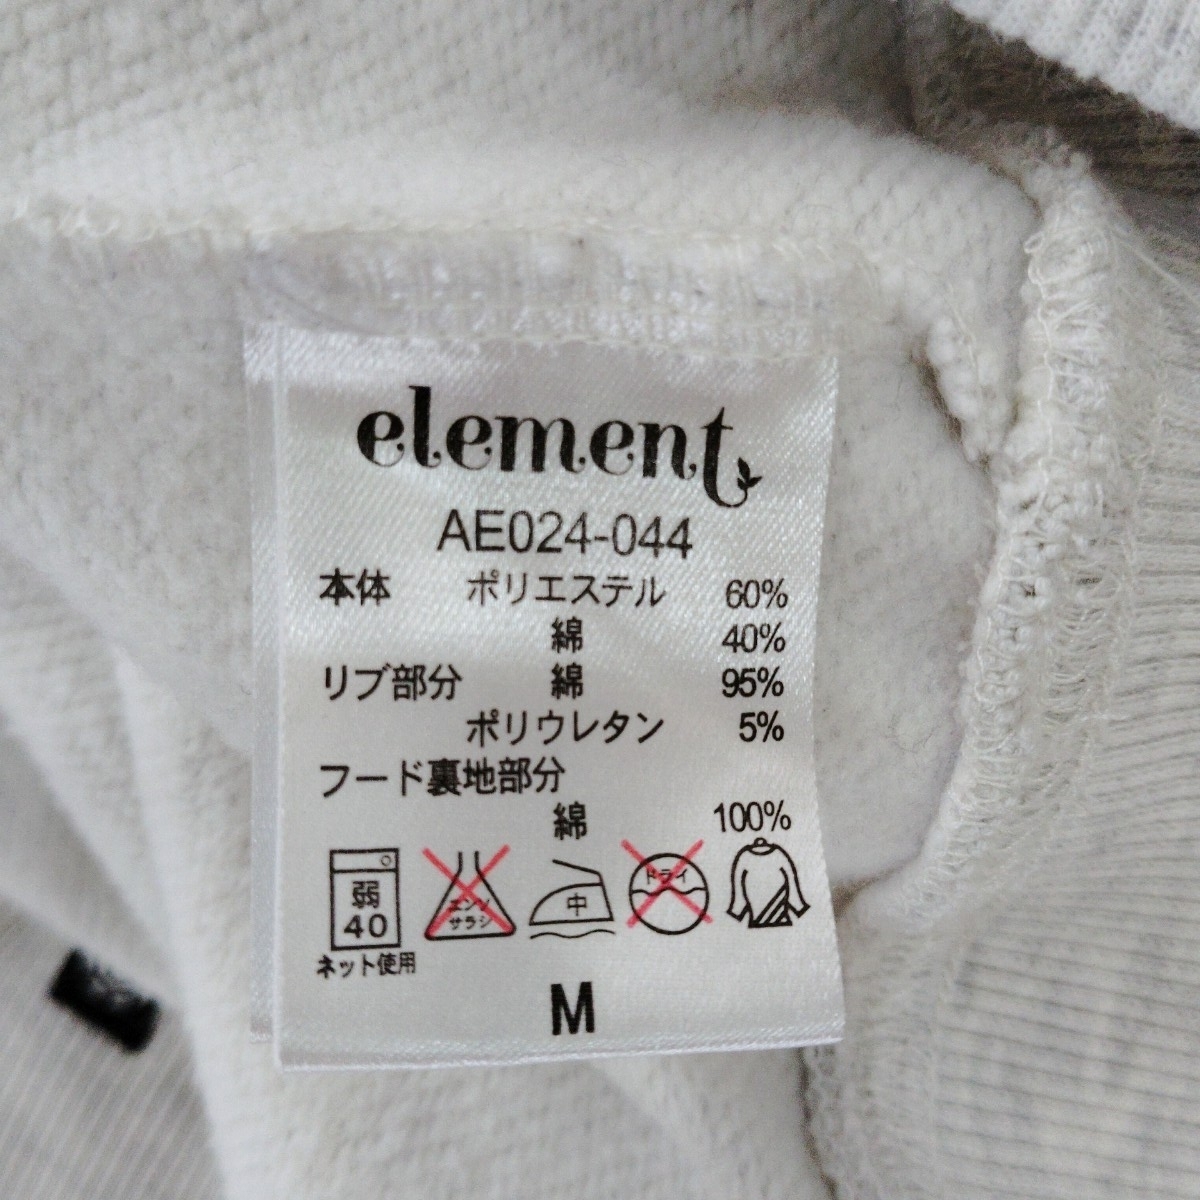 element
AE024-044
本体 ポリエステル 60%
綿 40%
リブ部分 綿 95%
ポリウレタン 5%
フード裏地部分
綿 100%
弱 エンソ 中 ドライ
40 サラシ
ネット使用
M